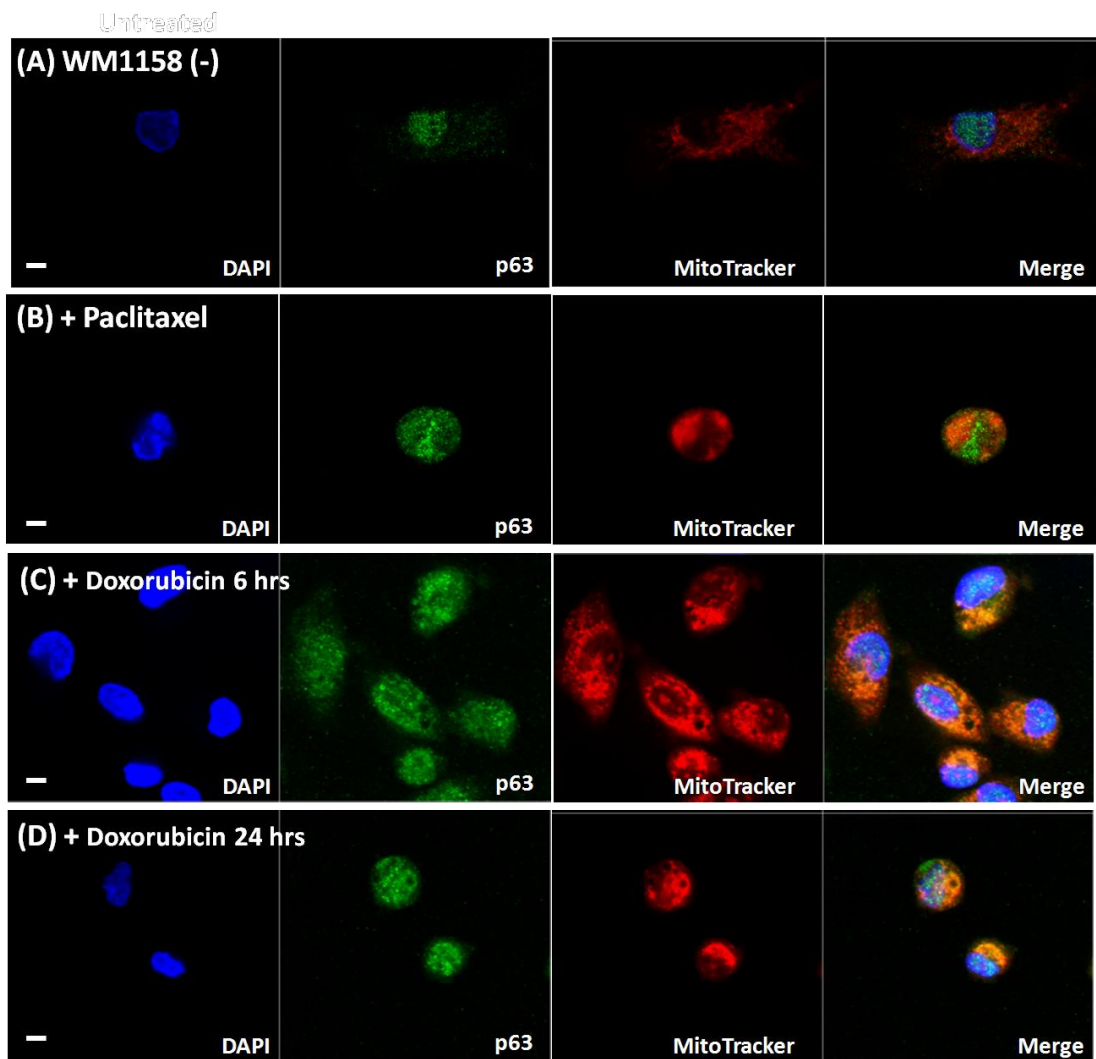 Untreated
(A) WM1158 (-)
DAPI
p63
MitoTracker
Merge
(B) + Paclitaxel
DAPI
p63
MitoTracker
Merge
(C) + Doxorubicin 6 hrs
DAPI
p63
MitoTracker
Merge
(D) + Doxorubicin 24 hrs
DAPI
p63
MitoTracker
Merge